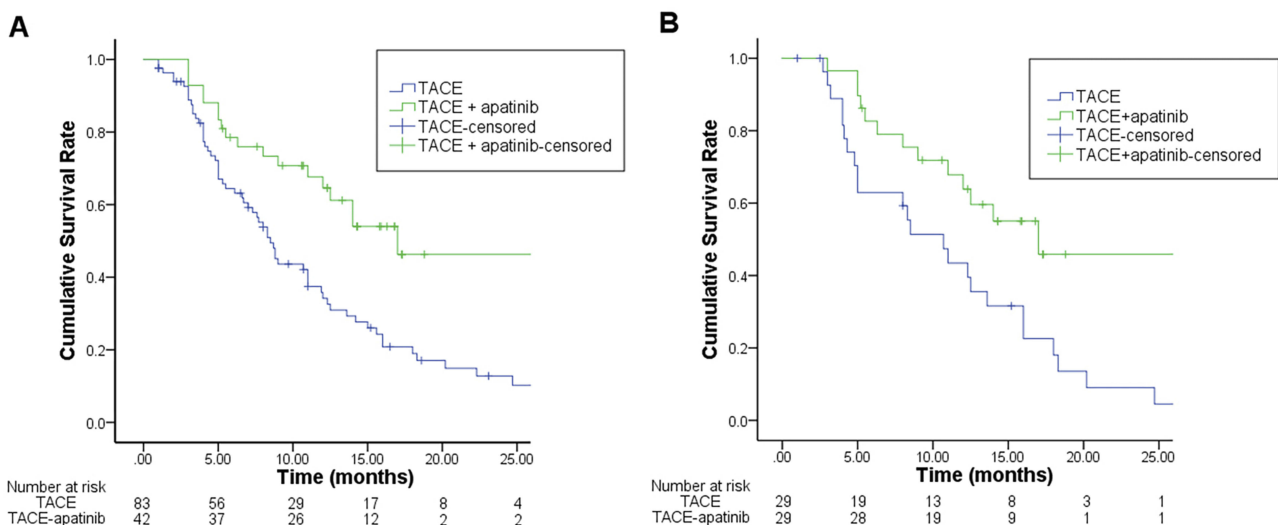 A
Cumulative Survival Rate
1.0
0.8
0.6
0.4
0.2
0.0
TACE
TACE + apatinib
TACE-censored
TACE + apatinib-censored
.00 5.00 10.00 15.00 20.00 25.00
Time (months)
Number at risk
TACE 83 56 29 17 8 4
TACE-apatinib 42 37 26 12 2 2
B
Cumulative Survival Rate
1.0
0.8
0.6
0.4
0.2
0.0
TACE
TACE+apatinib
TACE-censored
TACE+apatinib-censored
.00 5.00 10.00 15.00 20.00 25.00
Time (months)
Number at risk
TACE 29 19 13 8 3 1
TACE-apatinib 29 28 19 9 1 1